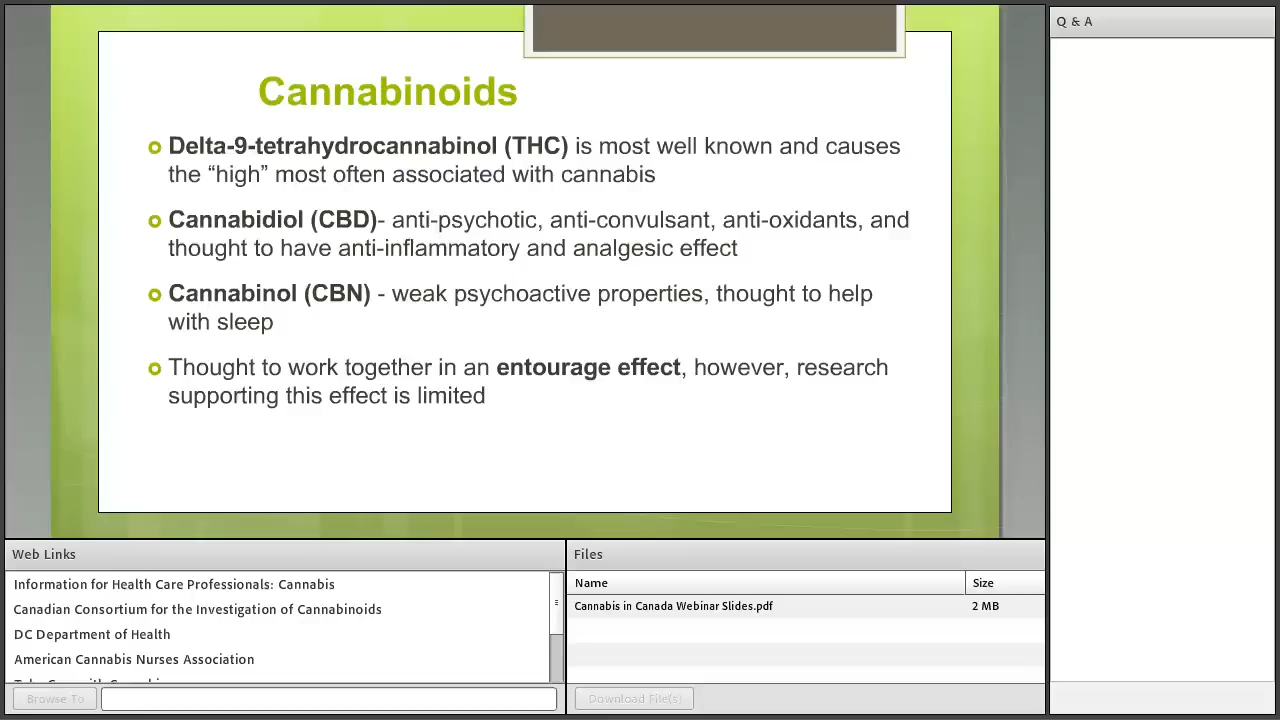 Cannabinoids
Delta-9-tetrahydrocannabinol (THC) is most well known and causes
the “high” most often associated with cannabis
Cannabidiol (CBD)- anti-psychotic, anti-convulsant, anti-oxidants, and
thought to have anti-inflammatory and analgesic effect
Cannabinol (CBN) - weak psychoactive properties, thought to help
with sleep
Thought to work together in an entourage effect, however, research
supporting this effect is limited
Q & A
Web Links
Information for Health Care Professionals: Cannabis
Canadian Consortium for the Investigation of Cannabinoids
DC Department of Health
American Cannabis Nurses Association
Browse To
Files
Name Size
Cannabis in Canada Webinar Slides.pdf 2 MB
Download File(s)